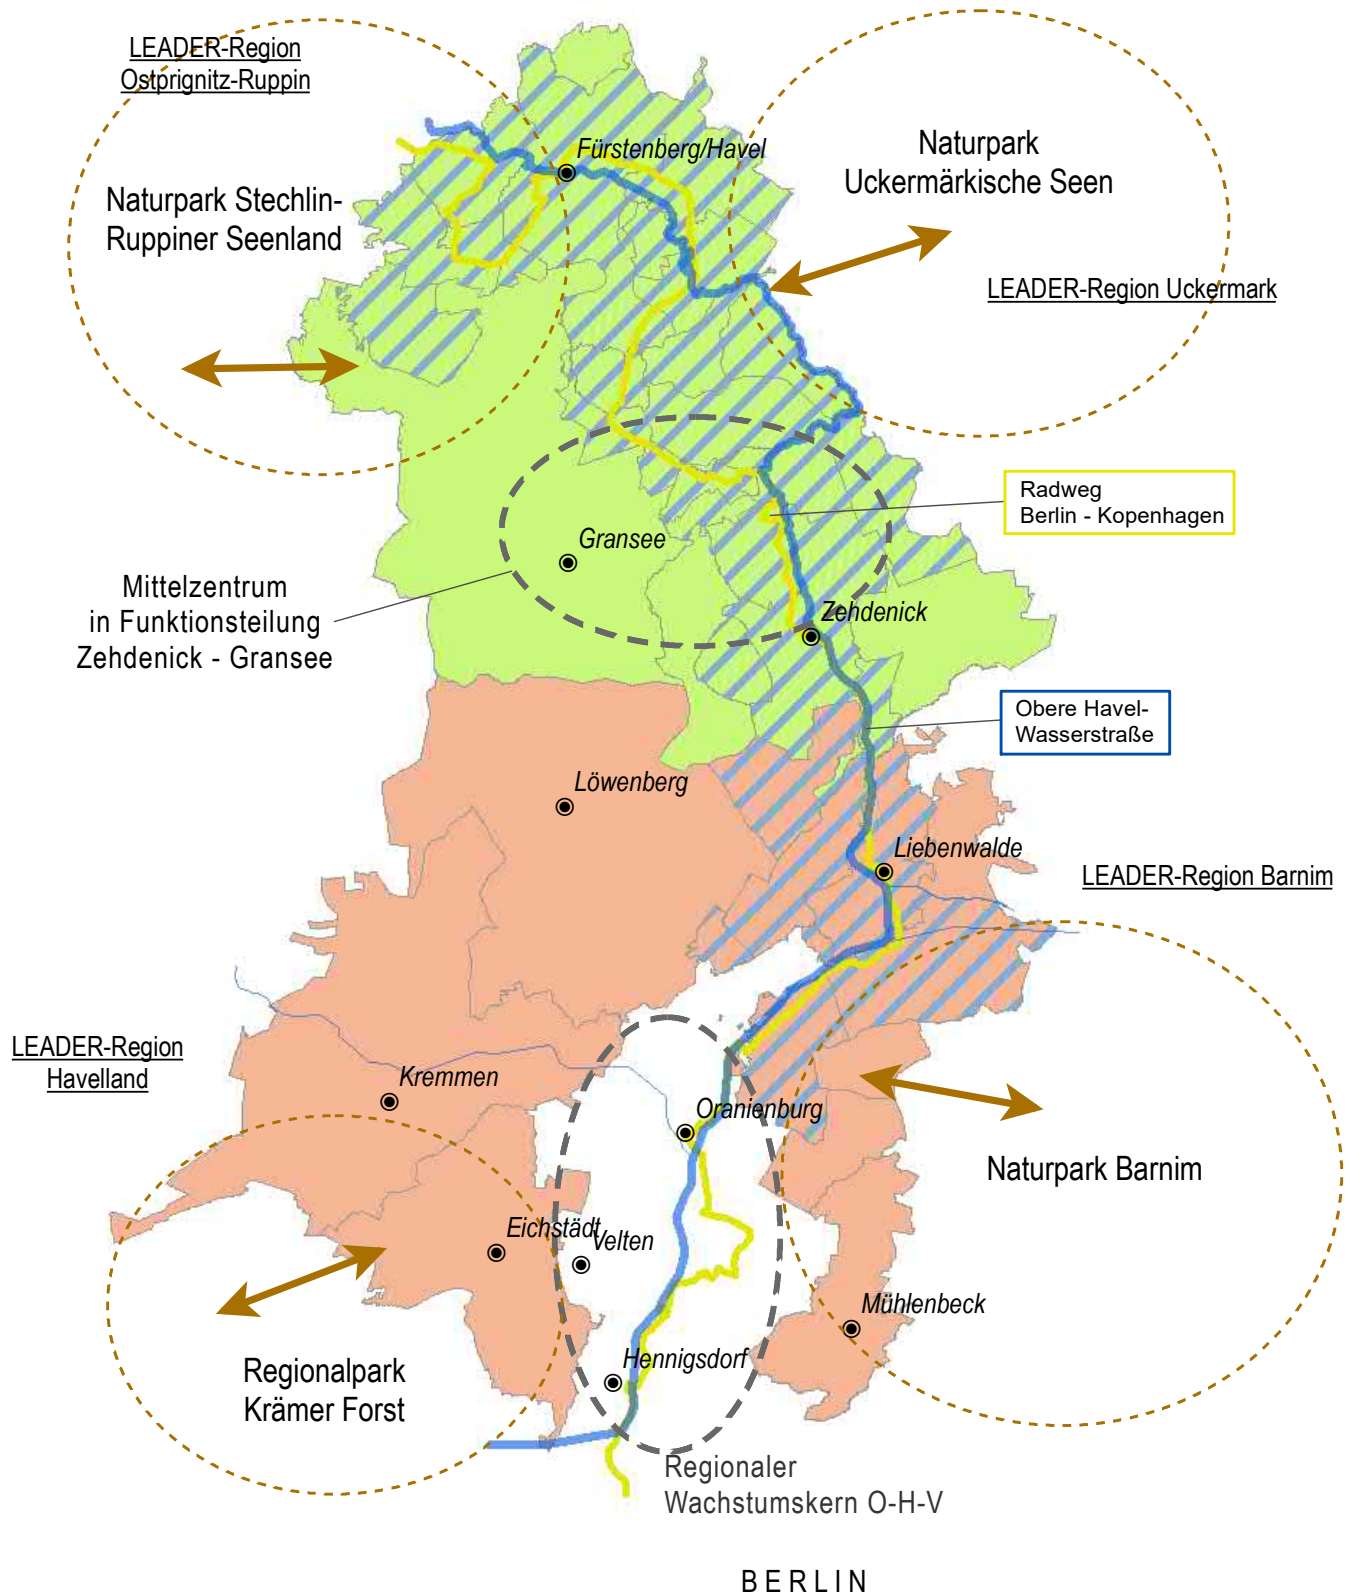 LEADER-Region
Ostprignitz-Ruppin
Naturpark
Uckermärkische Seen
Fürstenberg/Havel
Naturpark Stechlin-
Ruppiner Seenland
LEADER-Region Uckermark
Radweg
Berlin - Kopenhagen
Gransee
Mittelzentrum
in Funktionsteilung
Zehdenick - Gransee
Zehdenick
Obere Havel-
Wasserstraße
Löwenberg
Liebenwalde
LEADER-Region Barnim
LEADER-Region
Havelland
Kremmen
Oranienburg
Naturpark Barnim
Eichstädt
Velten
Mühlenbeck
Hennigsdorf
Regionalpark
Krämer Forst
Regionaler
Wachstumskern O-H-V
BERLIN